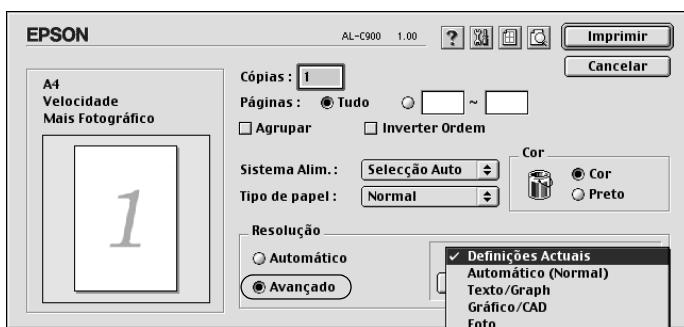 EPSON
AL-C900 1.00
Imprimir
Cancelar
A4
Velocidade
Mais Fotográfico
1
Cópias : 1
Páginas : Tudo ~
Agrupar Inverter Ordem
Sistema Alim. : Selecção Auto
Tipo de papel : Normal
Cor
Cor
Preto
Resolução
Automático
Avançado
✓ Definições Actuais
Automático (Normal)
Texto/Graph
Gráfico/CAD
Foto